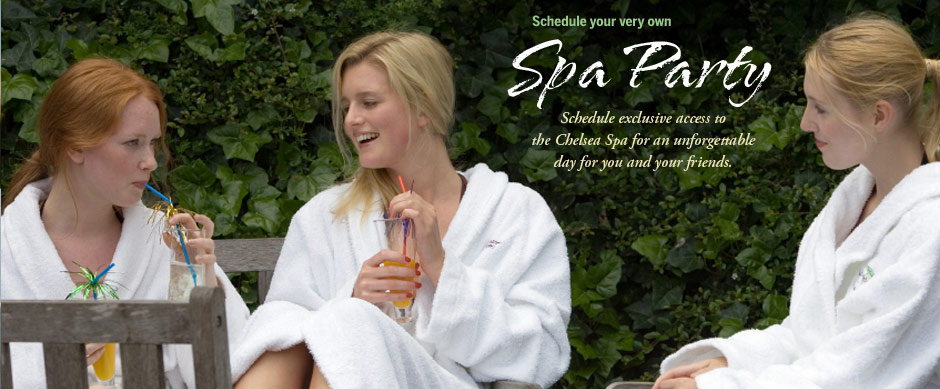 Schedule your very own
Spa Party
Schedule exclusive access to
the Chelsea Spa for an unforgettable
day for you and your friends.